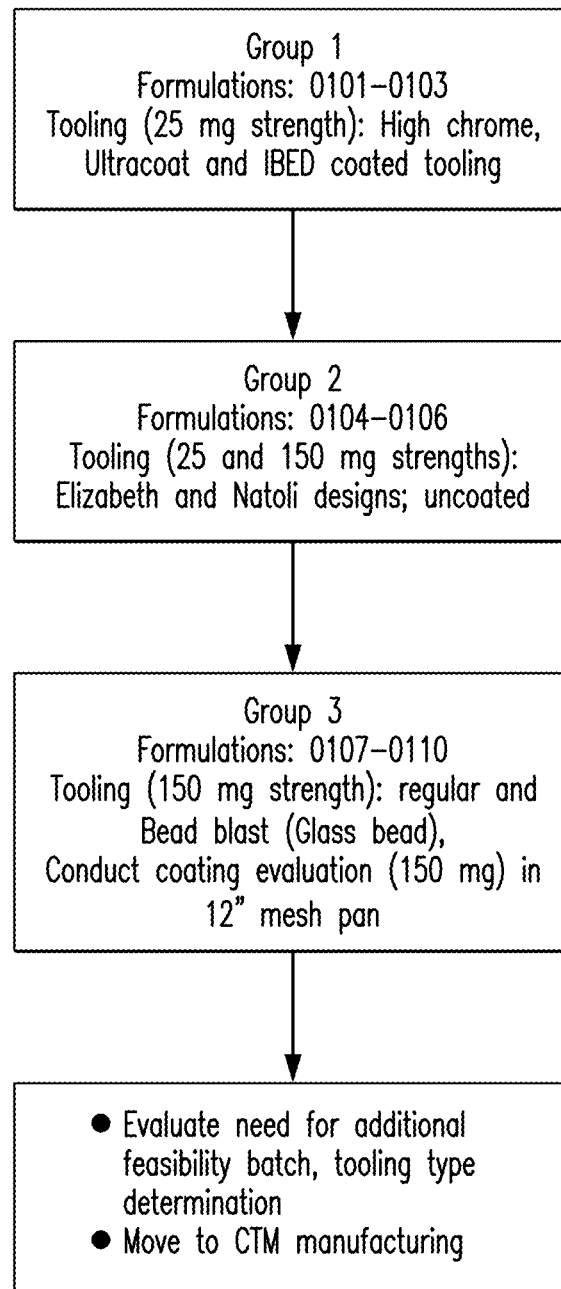 Group 1
Formulations: 0101–0103
Tooling (25 mg strength): High chrome,
Ultracoat and IBED coated tooling
Group 2
Formulations: 0104–0106
Tooling (25 and 150 mg strengths):
Elizabeth and Natoli designs; uncoated
Group 3
Formulations: 0107–0110
Tooling (150 mg strength): regular and
Bead blast (Glass bead),
Conduct coating evaluation (150 mg) in
12” mesh pan
● Evaluate need for additional
feasibility batch, tooling type
determination
● Move to CTM manufacturing